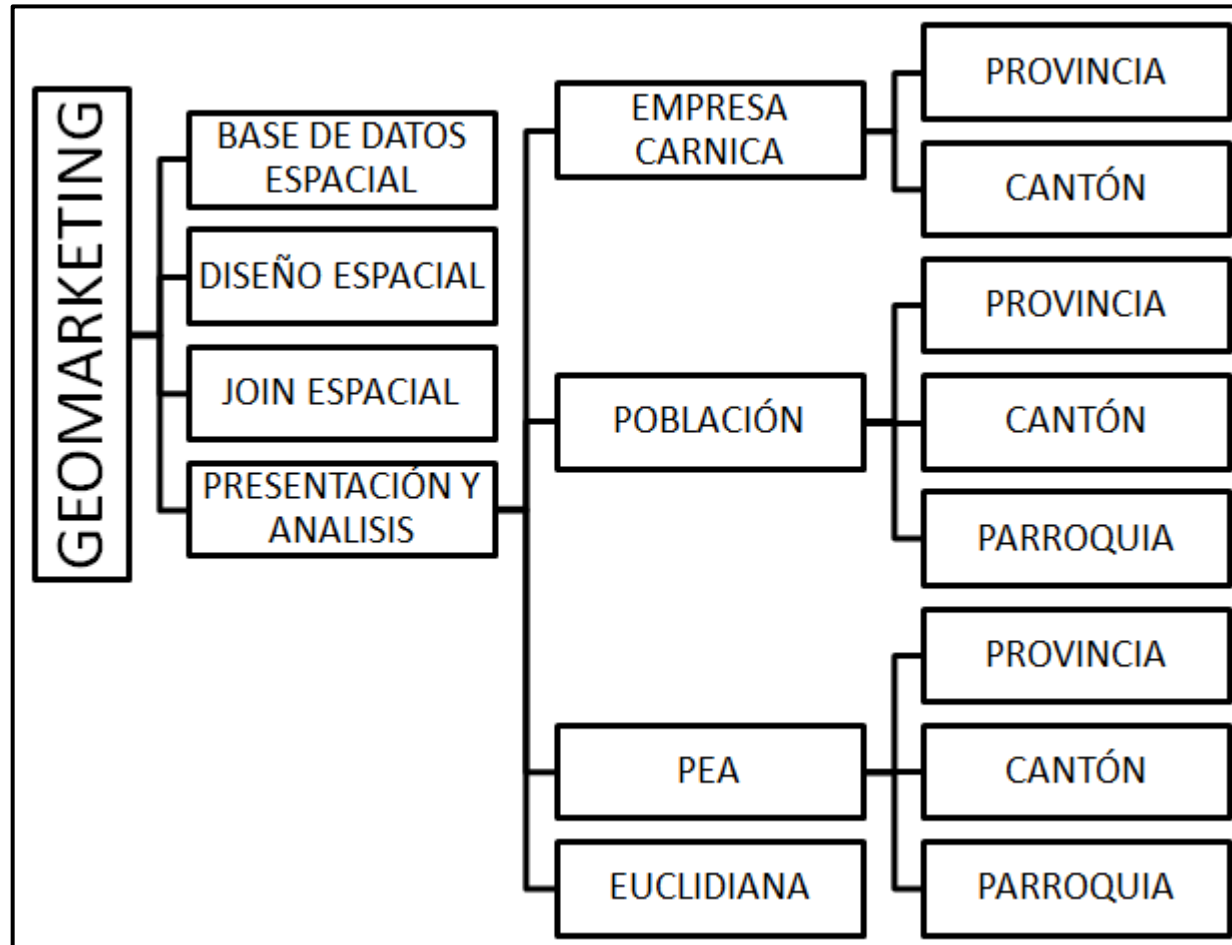 GEOMARKETING
BASE DE DATOS
ESPACIAL
DISEÑO ESPACIAL
JOIN ESPACIAL
PRESENTACIÓN Y
ANALISIS
EMPRESA
CARNICA
PROVINCIA
CANTÓN
POBLACIÓN
PROVINCIA
CANTÓN
PARROQUIA
PEA
PROVINCIA
CANTÓN
PARROQUIA
EUCLIDIANA